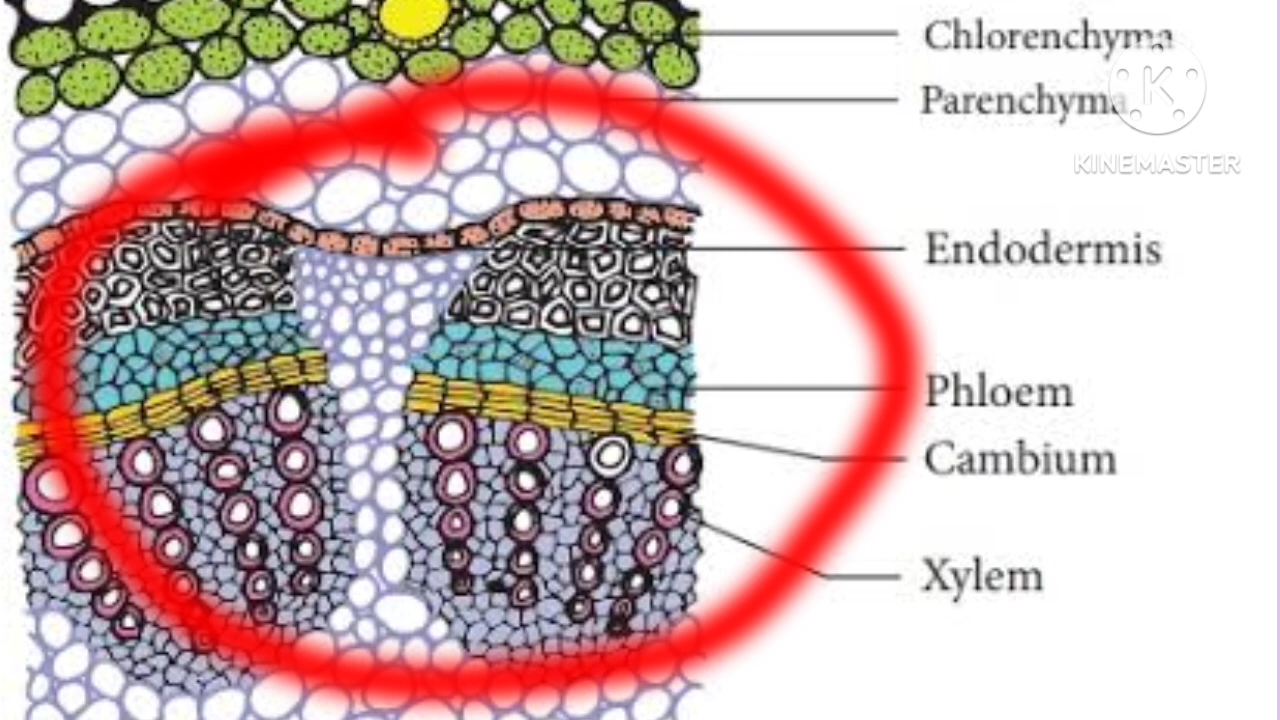 Chlorenchyma
Parenchyma
K
KINEMASTER
Endodermis
Phloem
Cambium
Xylem